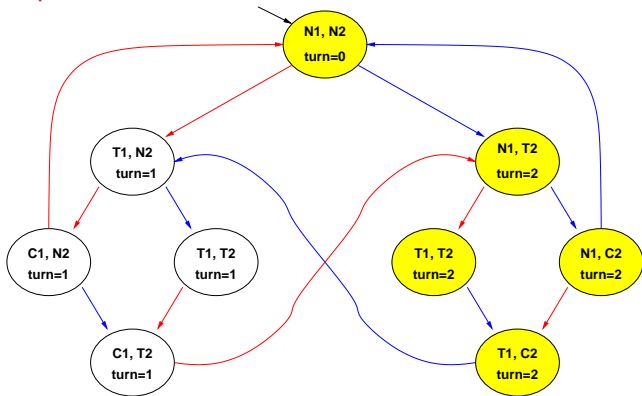 N1, N2
turn=0
T1, N2
turn=1
N1, T2
turn=2
C1, N2
turn=1
T1, T2
turn=1
T1, T2
turn=2
N1, C2
turn=2
C1, T2
turn=1
T1, C2
turn=2